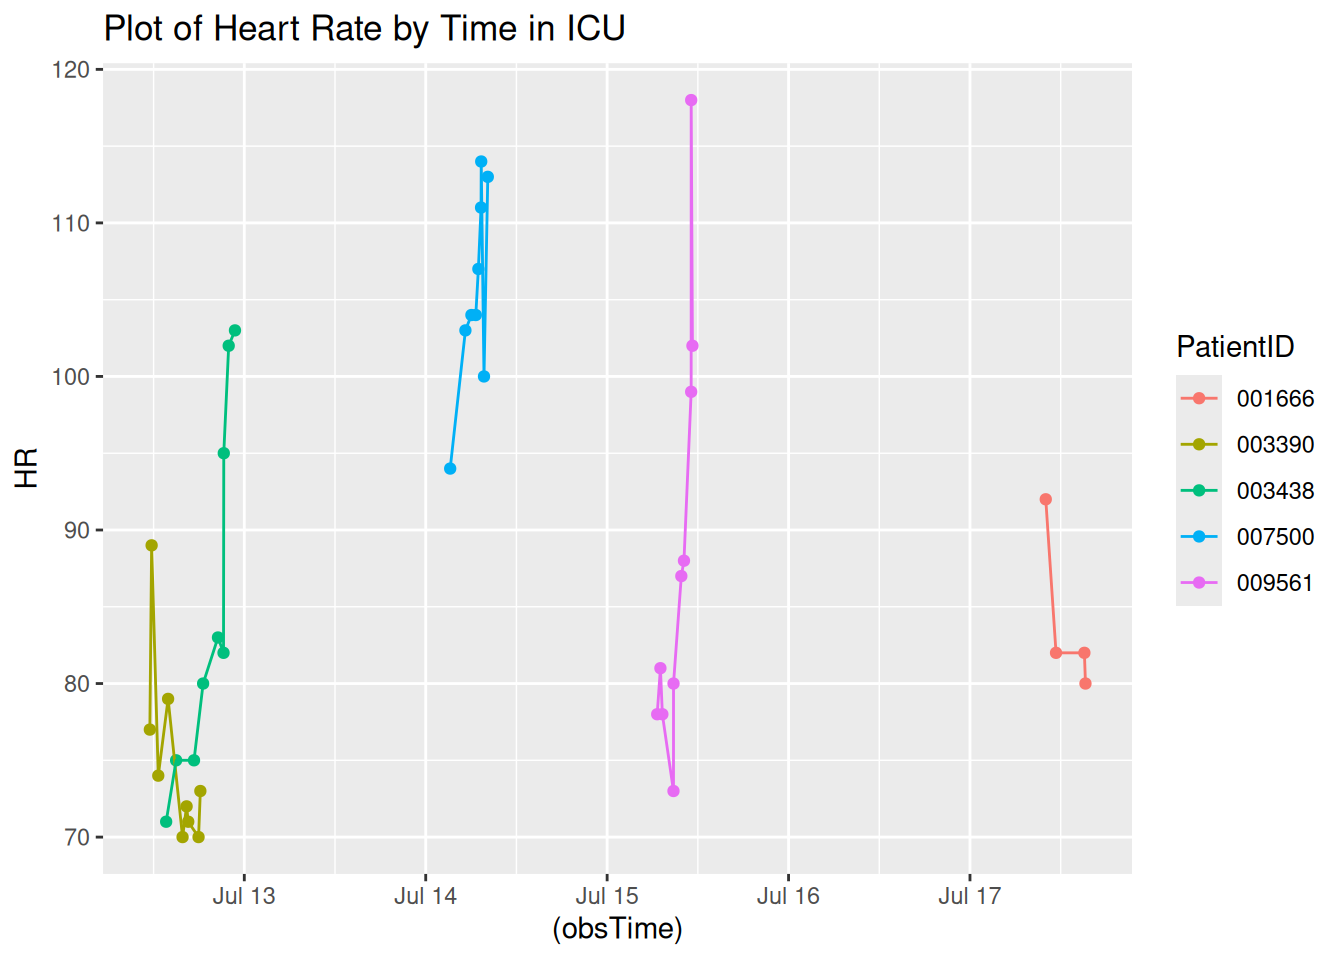 Plot of Heart Rate by Time in ICU
120
110
100
90
80
70
HR
Jul 13 Jul 14 Jul 15 Jul 16 Jul 17
(obsTime)
PatientID
001666
003390
003438
007500
009561